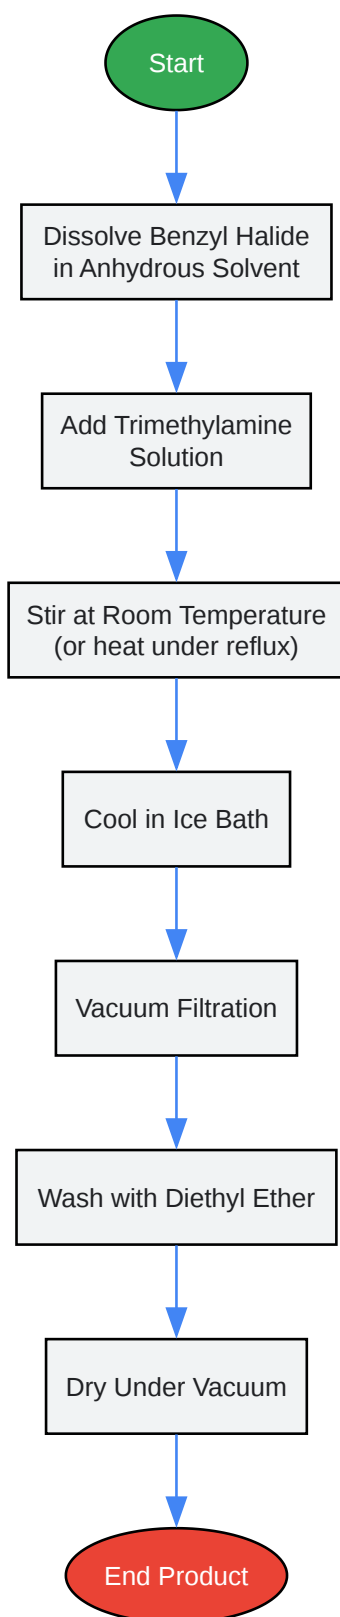 Start
Dissolve Benzyl Halide
in Anhydrous Solvent
Add Trimethylamine
Solution
Stir at Room Temperature
(or heat under reflux)
Cool in Ice Bath
Vacuum Filtration
Wash with Diethyl Ether
Dry Under Vacuum
End Product